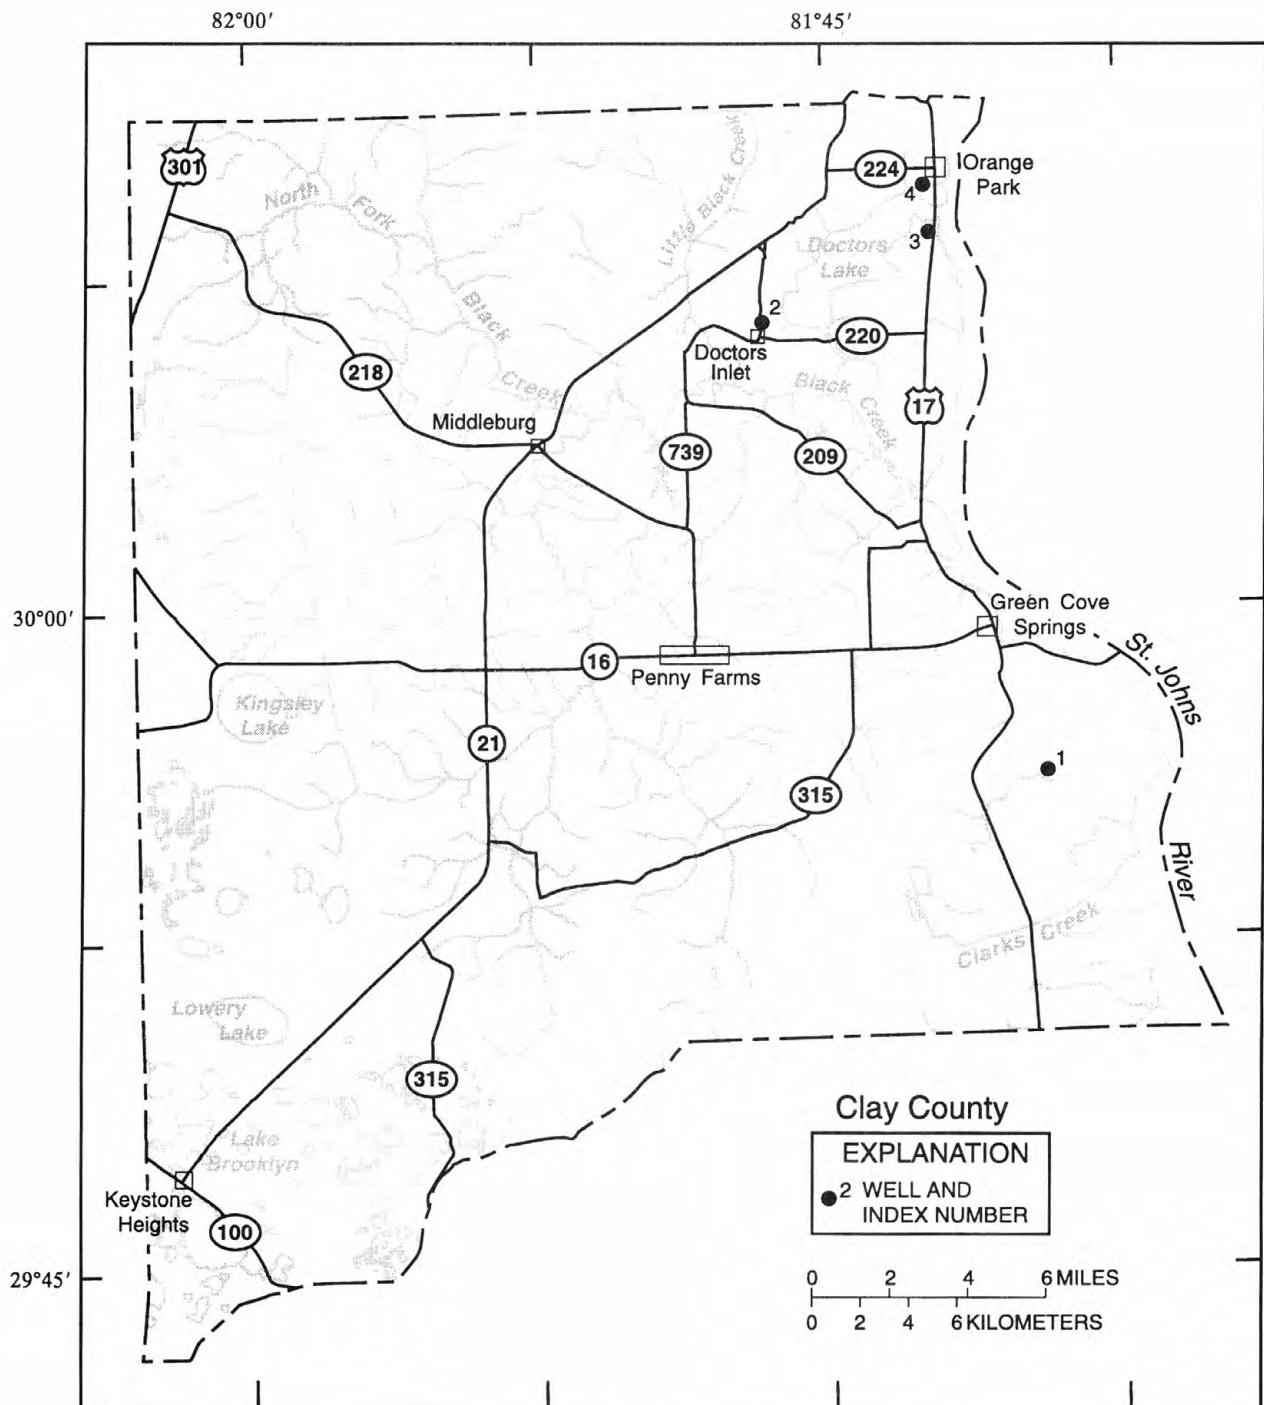 82°00′
81°45′
301
North
Fork
Black
Creek
Little Black Creek
224
Orange
Park
4
3
Doctors
Lake
2
220
Doctors
Inlet
218
Black
Creek
17
Middleburg
739
209
30°00′
Green Cove
Springs
St. Johns
River
16
Penny Farms
Kingsley
Lake
21
1
315
Clarks Creek
Lowery
Lake
315
Lake
Brooklyn
Keystone
Heights
100
29°45′
Clay County
EXPLANATION
2 WELL AND
INDEX NUMBER
0 2 4 6 MILES
0 2 4 6 KILOMETERS